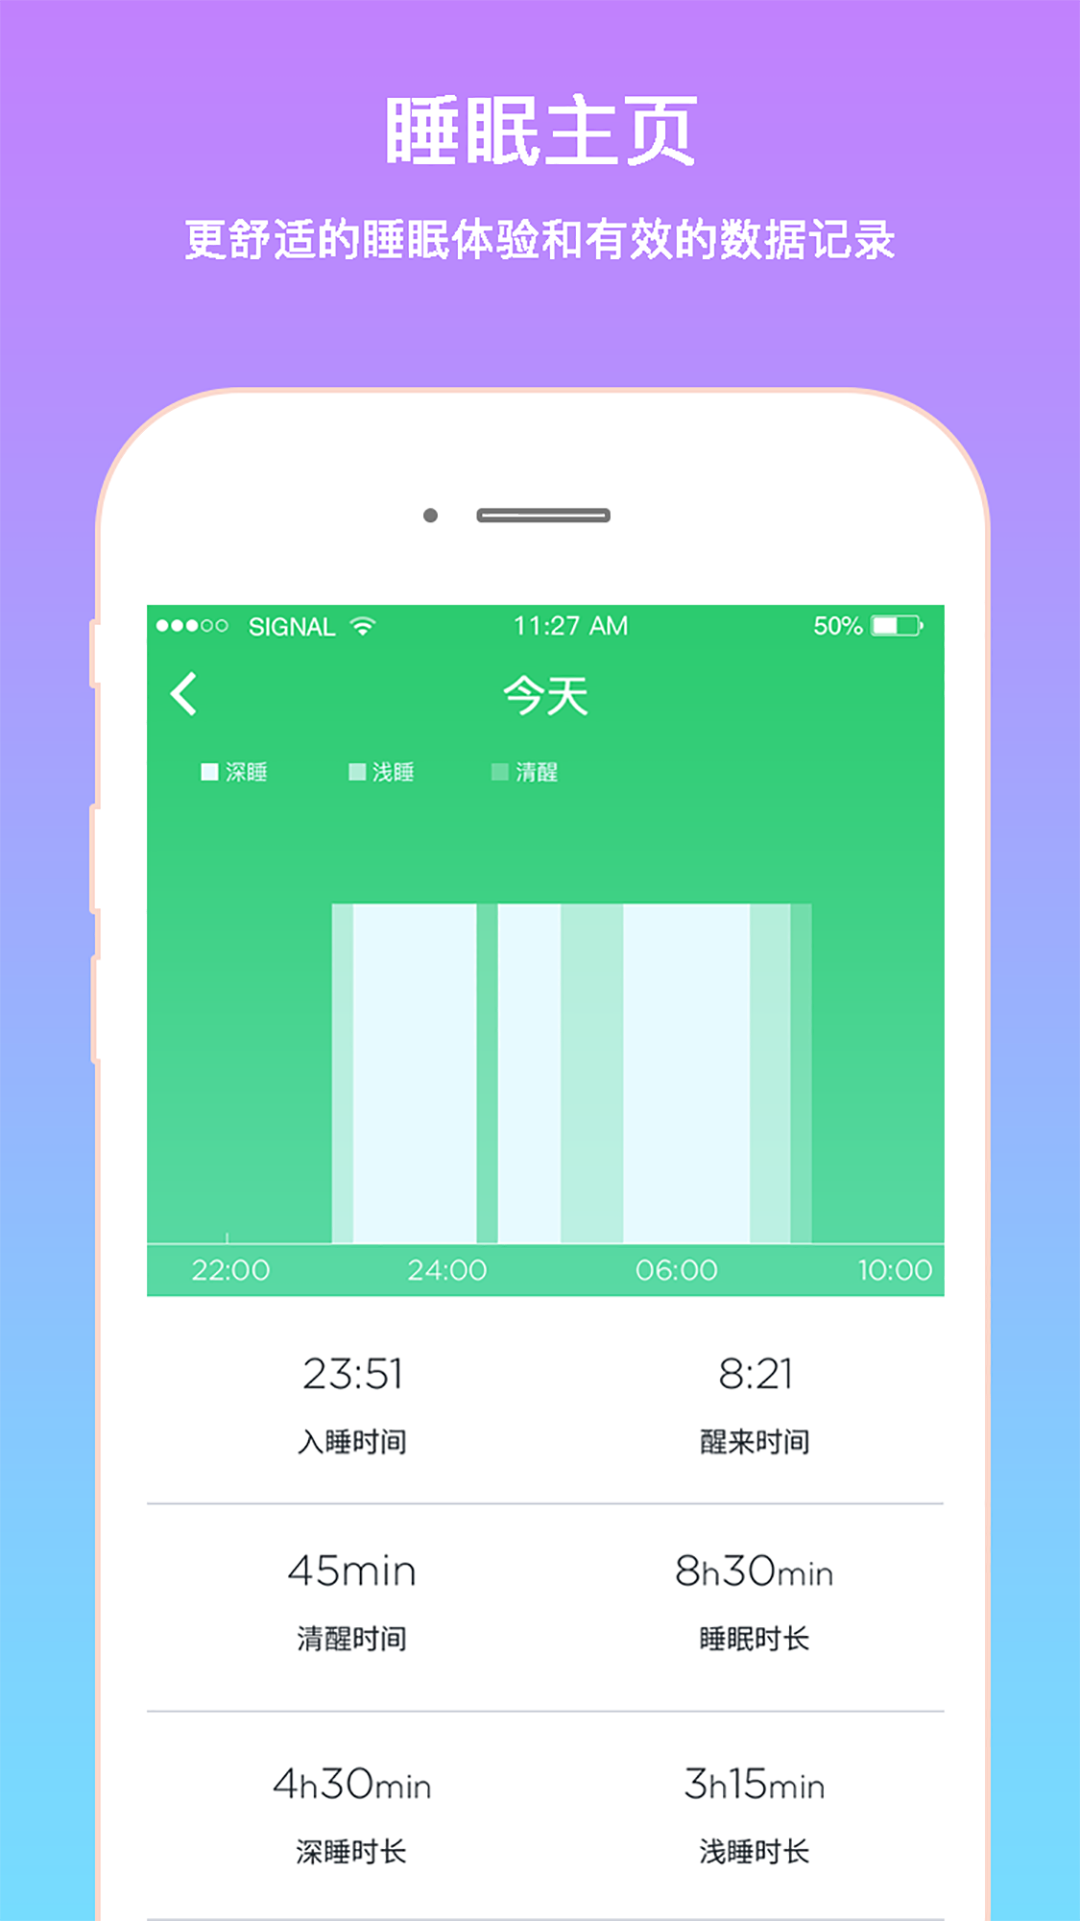 睡眠主页
更舒适的睡眠体验和有效的数据记录
SIGNAL 11:27 AM 50%
今天
深睡 浅睡 清醒
22:00 24:00 06:00 10:00
23:51 8:21
入睡时间 醒来时间
45min 8h30min
清醒时间 睡眠时长
4h30min 3h15min
深睡时长 浅睡时长